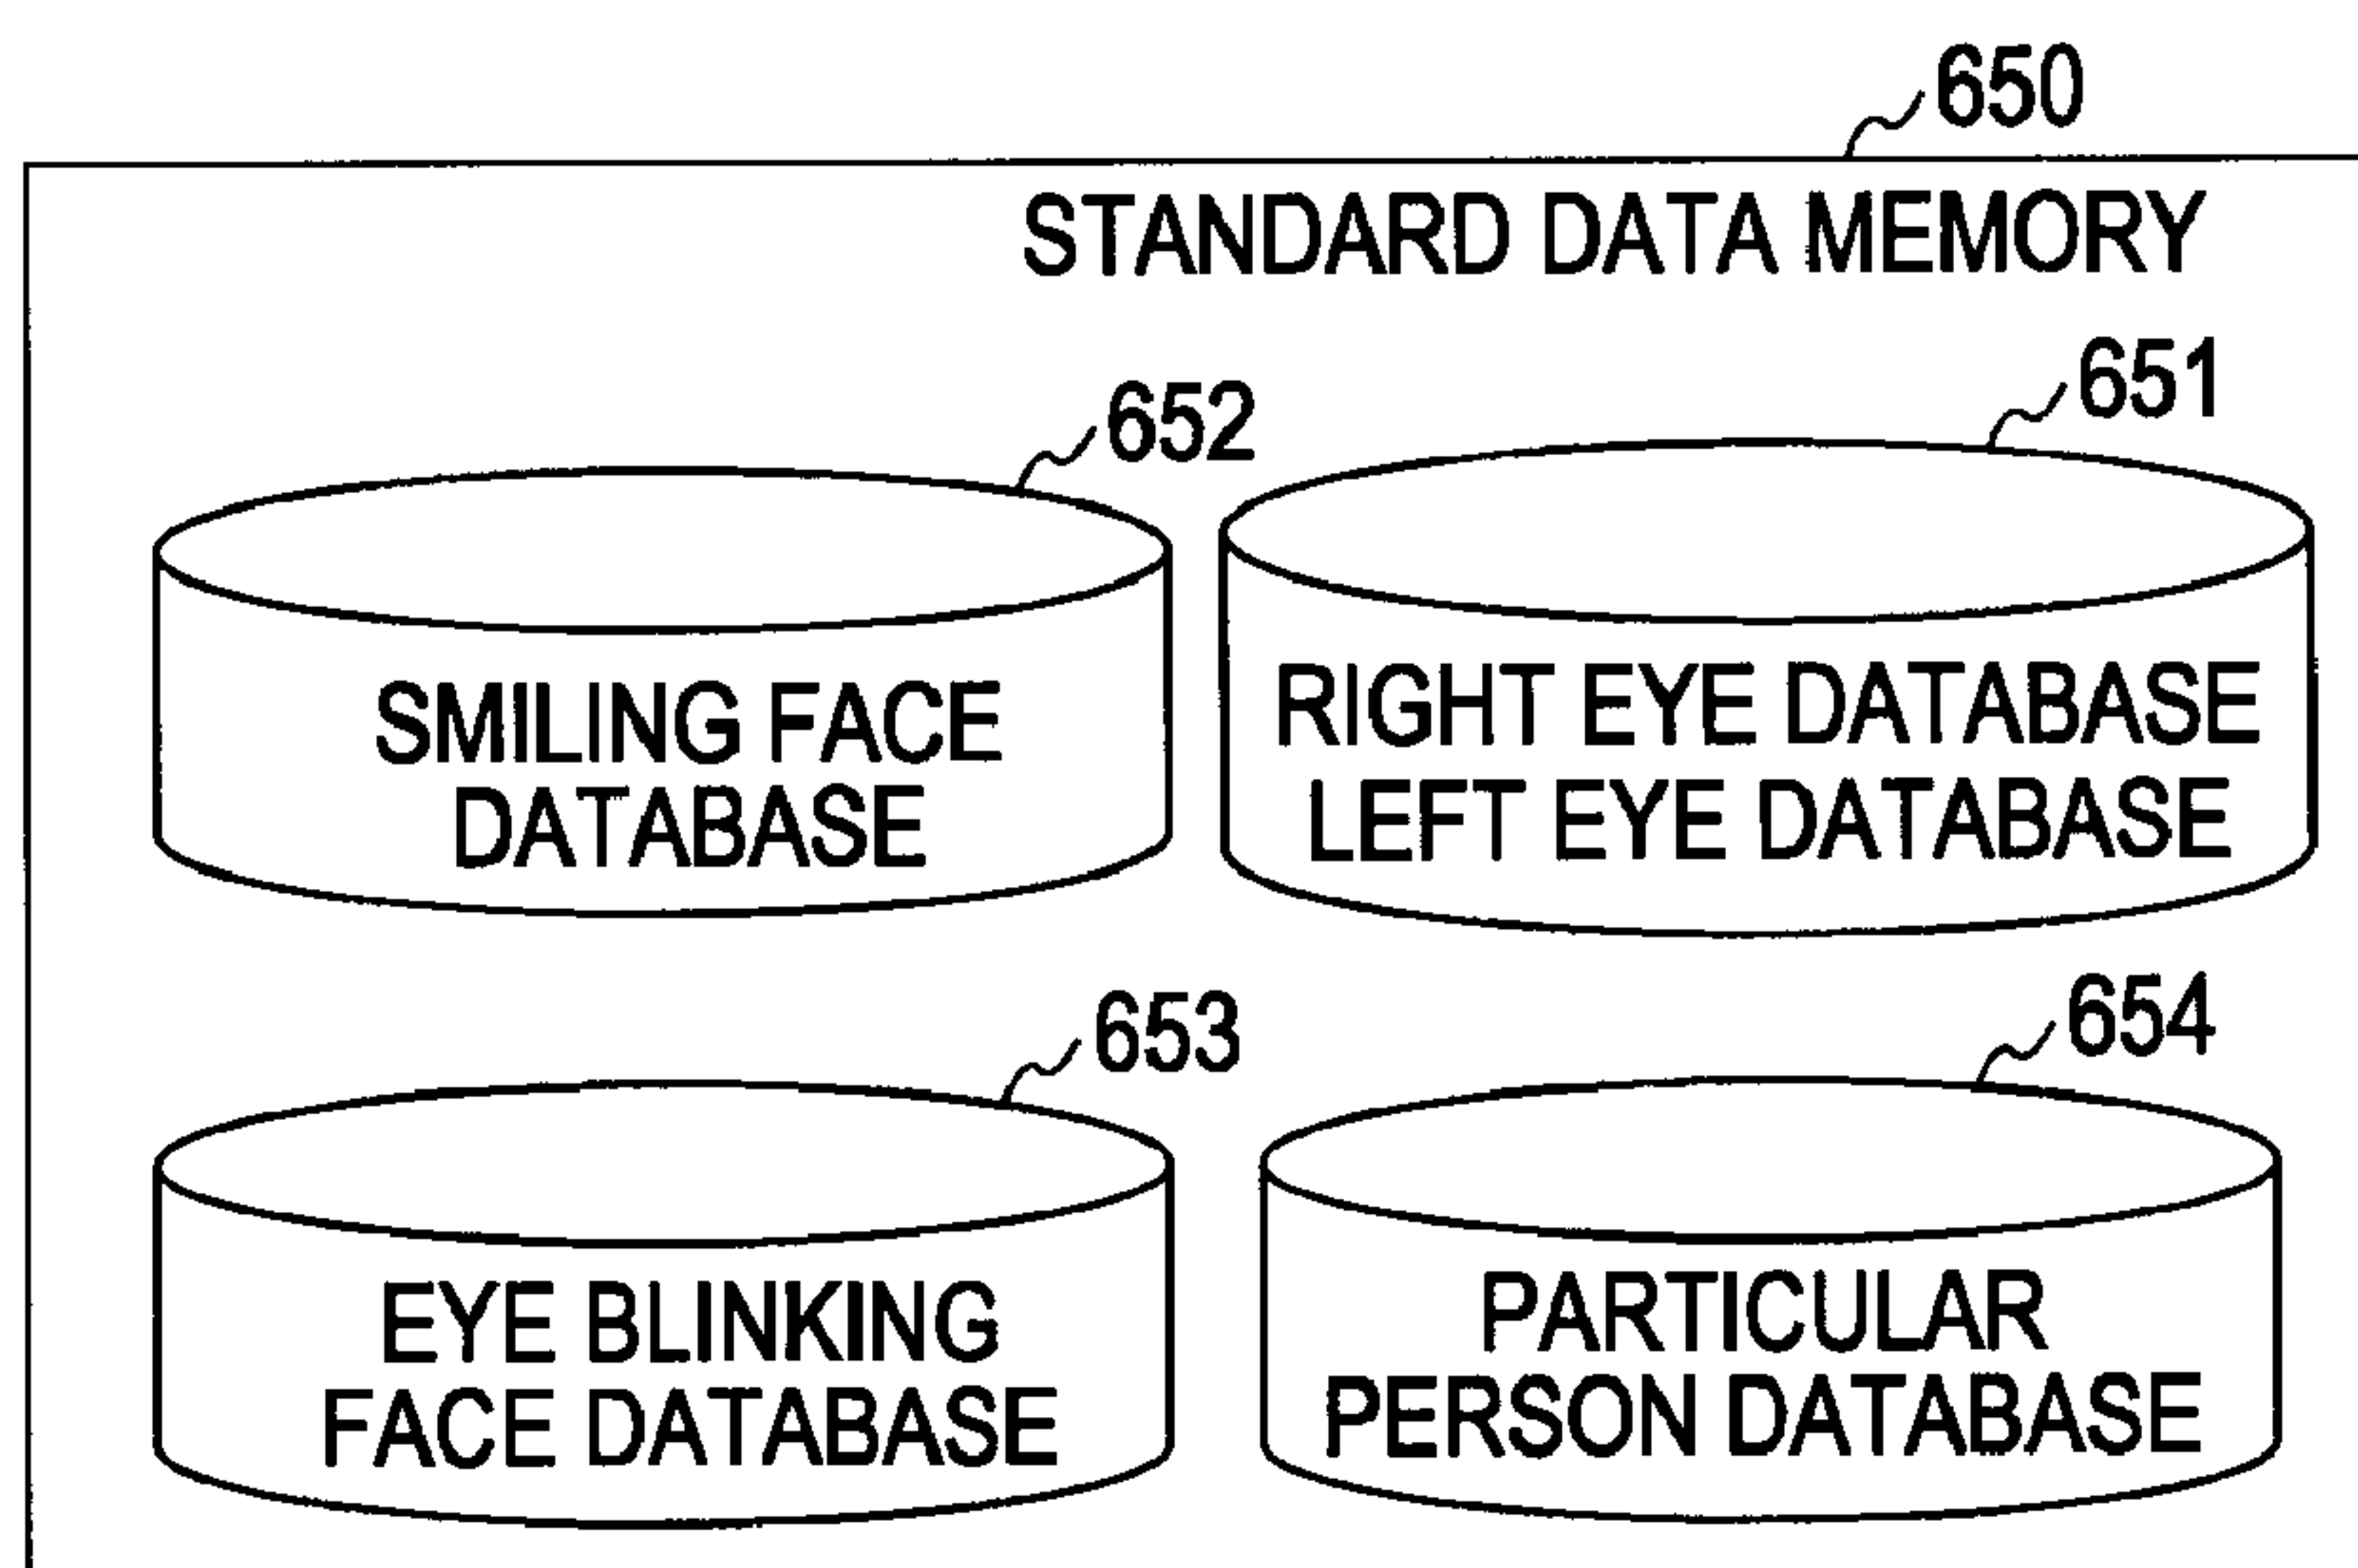 650
STANDARD DATA MEMORY
652
651
SMILING FACE
DATABASE
RIGHT EYE DATABASE
LEFT EYE DATABASE
653
654
EYE BLINKING
FACE DATABASE
PARTICULAR
PERSON DATABASE